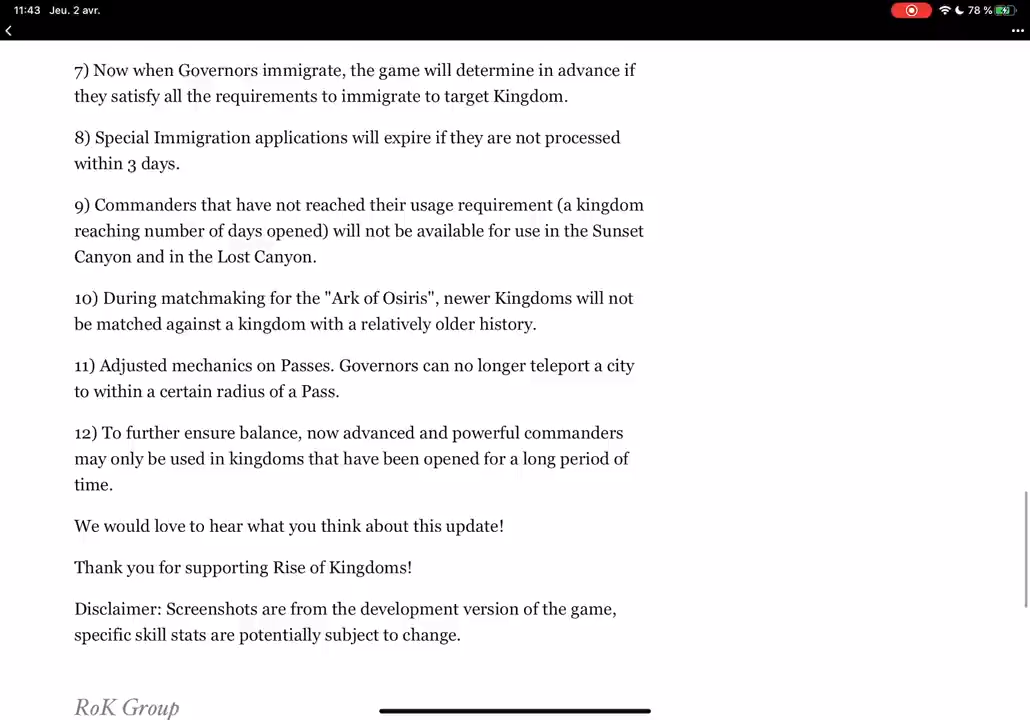 11:43 Jeu. 2 avr. 78 %
7) Now when Governors immigrate, the game will determine in advance if
they satisfy all the requirements to immigrate to target Kingdom.
8) Special Immigration applications will expire if they are not processed
within 3 days.
9) Commanders that have not reached their usage requirement (a kingdom
reaching number of days opened) will not be available for use in the Sunset
Canyon and in the Lost Canyon.
10) During matchmaking for the "Ark of Osiris", newer Kingdoms will not
be matched against a kingdom with a relatively older history.
11) Adjusted mechanics on Passes. Governors can no longer teleport a city
to within a certain radius of a Pass.
12) To further ensure balance, now advanced and powerful commanders
may only be used in kingdoms that have been opened for a long period of
time.
We would love to hear what you think about this update!
Thank you for supporting Rise of Kingdoms!
Disclaimer: Screenshots are from the development version of the game,
specific skill stats are potentially subject to change.
RoK Group